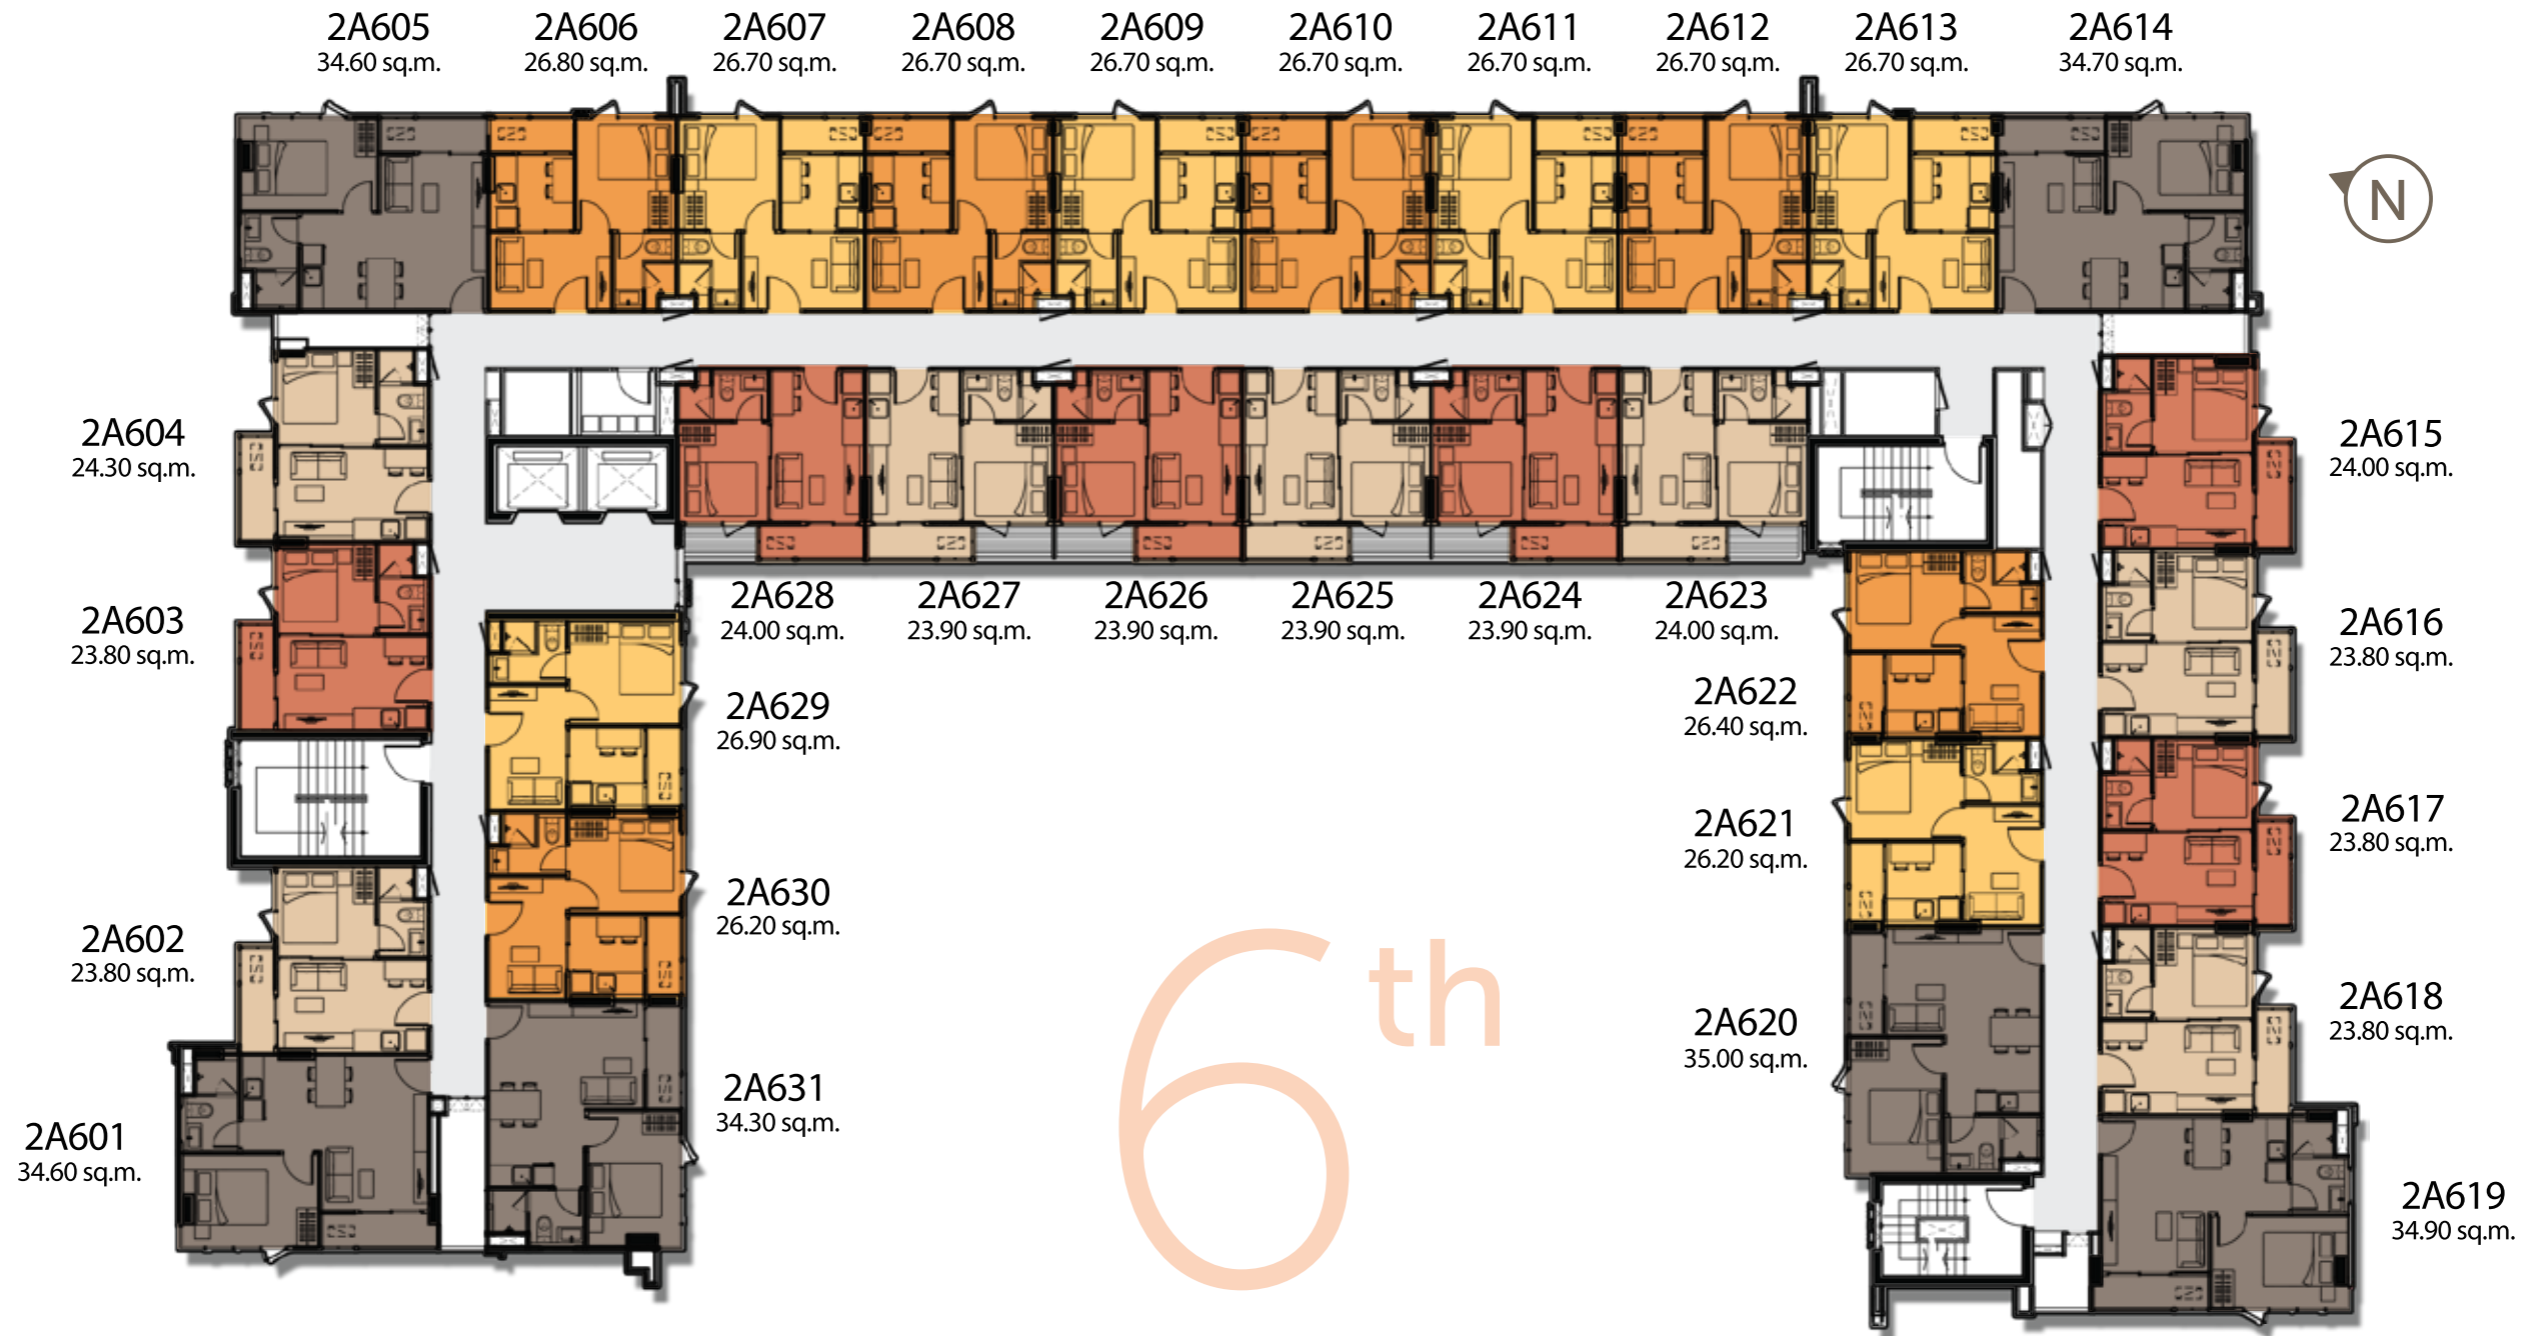 2A605
34.60 sq.m.
2A606
26.80 sq.m.
2A607
26.70 sq.m.
2A608
26.70 sq.m.
2A609
26.70 sq.m.
2A610
26.70 sq.m.
2A611
26.70 sq.m.
2A612
26.70 sq.m.
2A613
26.70 sq.m.
2A614
34.70 sq.m.
N
2A604
24.30 sq.m.
2A615
24.00 sq.m.
2A603
23.80 sq.m.
2A628
24.00 sq.m.
2A627
23.90 sq.m.
2A626
23.90 sq.m.
2A625
23.90 sq.m.
2A624
23.90 sq.m.
2A623
24.00 sq.m.
2A616
23.80 sq.m.
2A629
26.90 sq.m.
2A622
26.40 sq.m.
2A621
26.20 sq.m.
2A617
23.80 sq.m.
2A602
23.80 sq.m.
2A630
26.20 sq.m.
6th
2A620
35.00 sq.m.
2A618
23.80 sq.m.
2A601
34.60 sq.m.
2A631
34.30 sq.m.
2A619
34.90 sq.m.